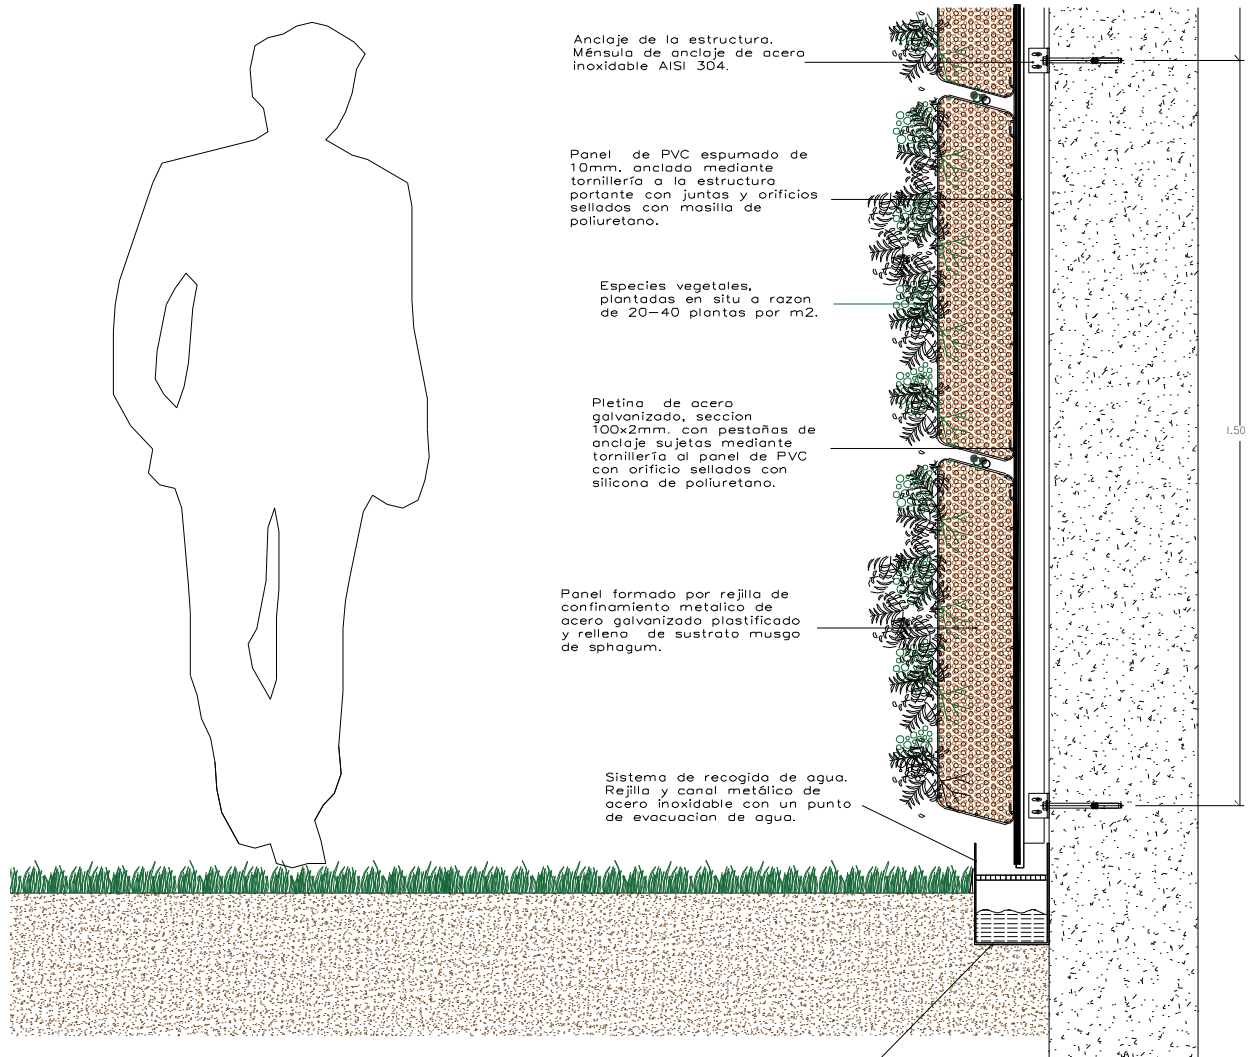 Anclaje de la estructura.
Ménsula de anclaje de acero
inoxidable AISI 304.
Panel de PVC espumado de
10mm. anclado mediante
tornillería a la estructura
portante con juntas y orificios
sellados con masilla de
poliuretano.
Especies vegetales,
plantadas en situ a razon
de 20-40 plantas por m2.
Pletina de acero
galvanizado, seccion
100x2mm. con pestañas de
anclaje sujetas mediante
tornillería al panel de PVC
con orificio sellados con
silicona de poliuretano.
1.50
Panel formado por rejilla de
confinamiento metalico de
acero galvanizado plastificado
y relleno de sustrato musgo
de sphagum.
Sistema de recogida de agua.
Rejilla y canal metálico de
acero inoxidable con un punto
de evacuacian de agua.